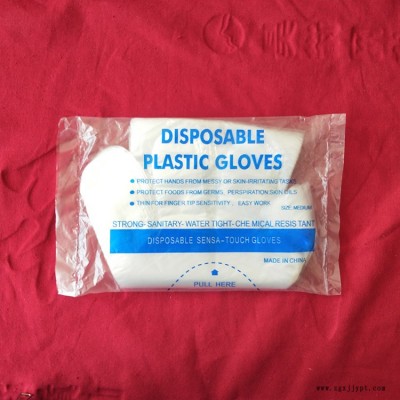 DISPOSABLE
PLASTIC GLOVES
● PROTECT HANDS FROM MESSY OR SKIN-IRRITATING TASKS
● PROTECT FOODS FROM GERMS, PERSPIRATION SKIN OILS
● THIN FOR FINGER TIP SENSITIVITY , EASY WORK
SIZE: MEDIUM
STRONG- SANITARY-WATER TIGHT-CHE MICAL RESIS TANT
DISPOSABLE SENSA-TOUCH GLOVES
MADE IN CHINA
PULL HERE